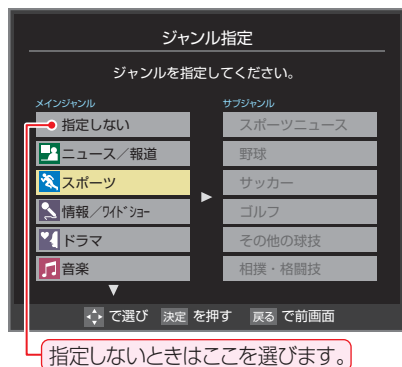 ジャンル指定
ジャンルを指定してください。
メインジャンル
指定しない
ニュース／報道
スポーツ
情報／ワイドショー
ドラマ
音楽
サブジャンル
スポーツニュース
野球
サッカー
ゴルフ
その他の球技
相撲・格闘技
で選び 決定 を押す 戻る で前画面
指定しないときはここを選びます。